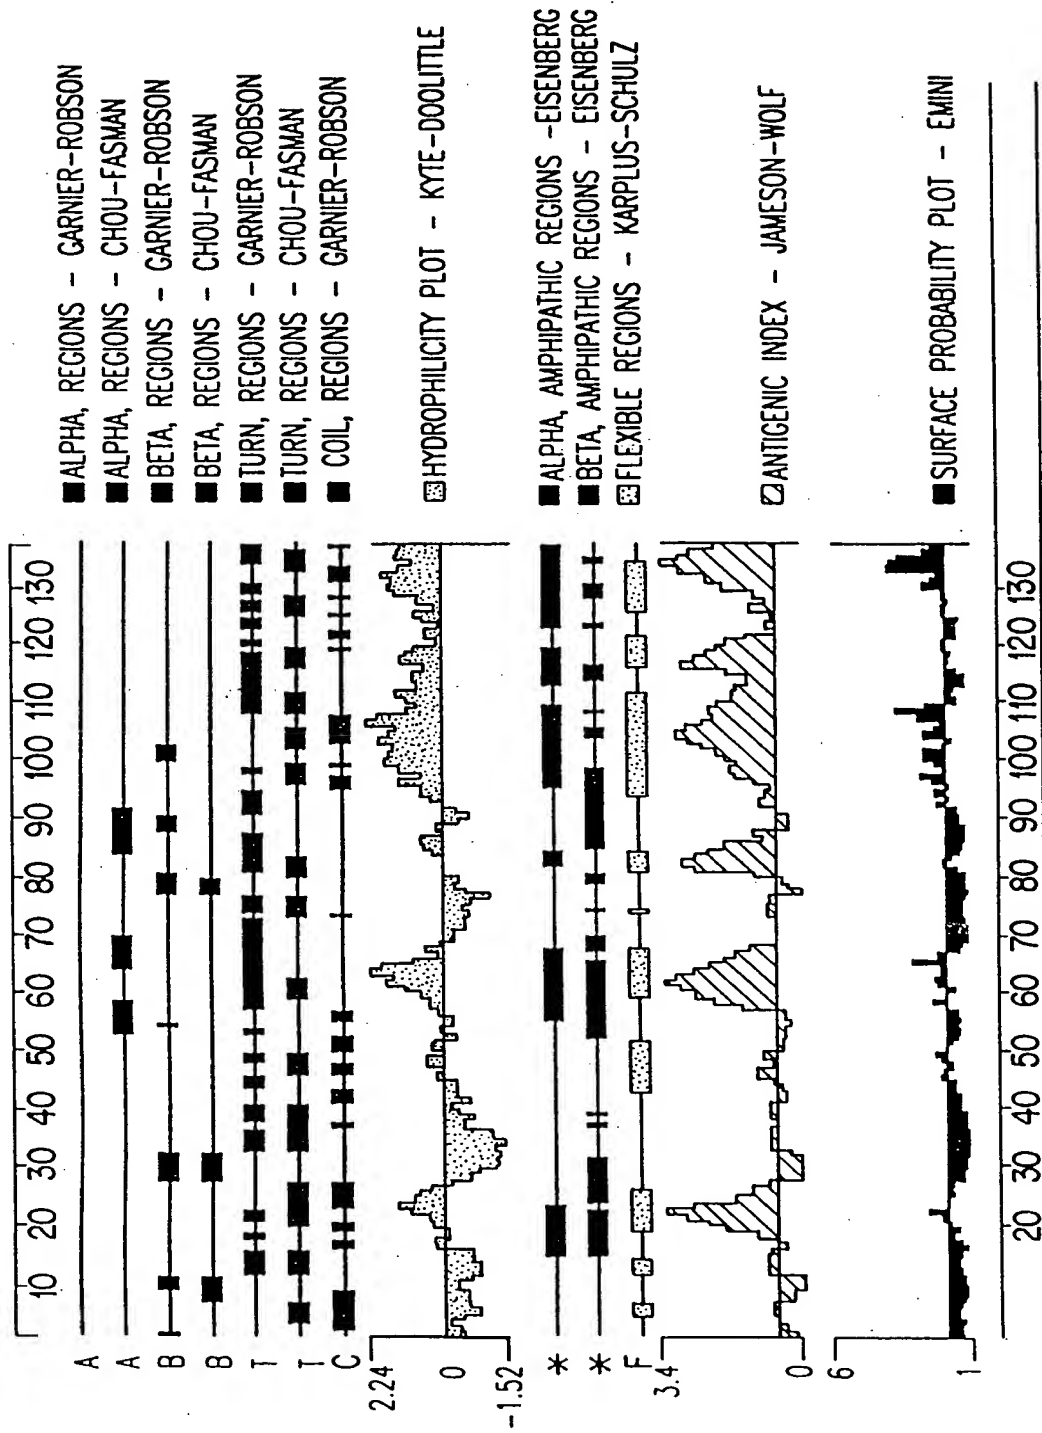 10 20 30 40 50 60 70 80 90 100 110 120 130
A ALPHA, REGIONS - GARNIER-ROBSON
A ALPHA, REGIONS - CHOU-FASMAN
B BETA, REGIONS - GARNIER-ROBSON
B BETA, REGIONS - CHOU-FASMAN
T TURN, REGIONS - GARNIER-ROBSON
T TURN, REGIONS - CHOU-FASMAN
C COIL, REGIONS - GARNIER-ROBSON
2.24
0 HYDROPHILICITY PLOT - KYTE-DOOLITTLE
-1.52
* ALPHA, AMPHIPATHIC REGIONS -EISENBERG
* BETA, AMPHIPATHIC REGIONS - EISENBERG
F FLEXIBLE REGIONS - KARPLUS-SCHULZ
3.4
ANTIGENIC INDEX - JAMESON-WOLF
0
6
SURFACE PROBABILITY PLOT - EMINI
1
20 30 40 50 60 70 80 90 100 110 120 130